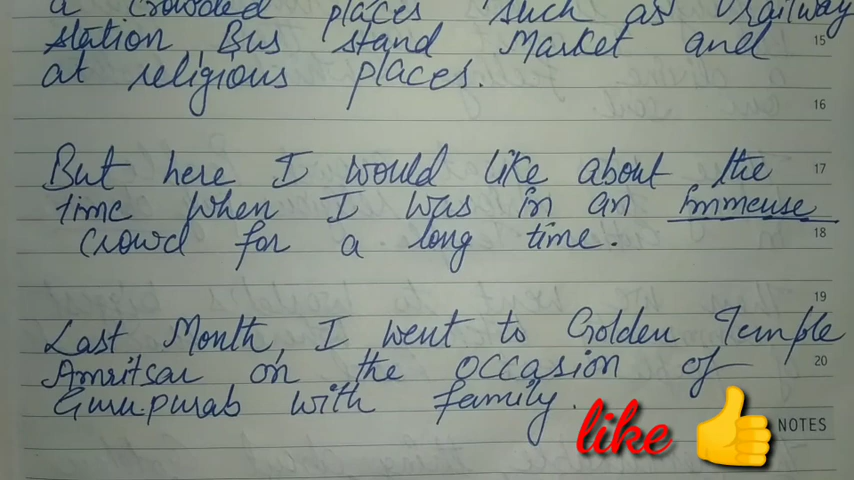 a crowded places such as railway
station, Bus stand Market and
at religious places.
But here I would like about the
time when I was in an immense
crowd for a long time.
Last Month, I went to Golden Temple
Amritsar on the occasion of
Gurupurab with family.
like
15
16
17
18
19
20
NOTES